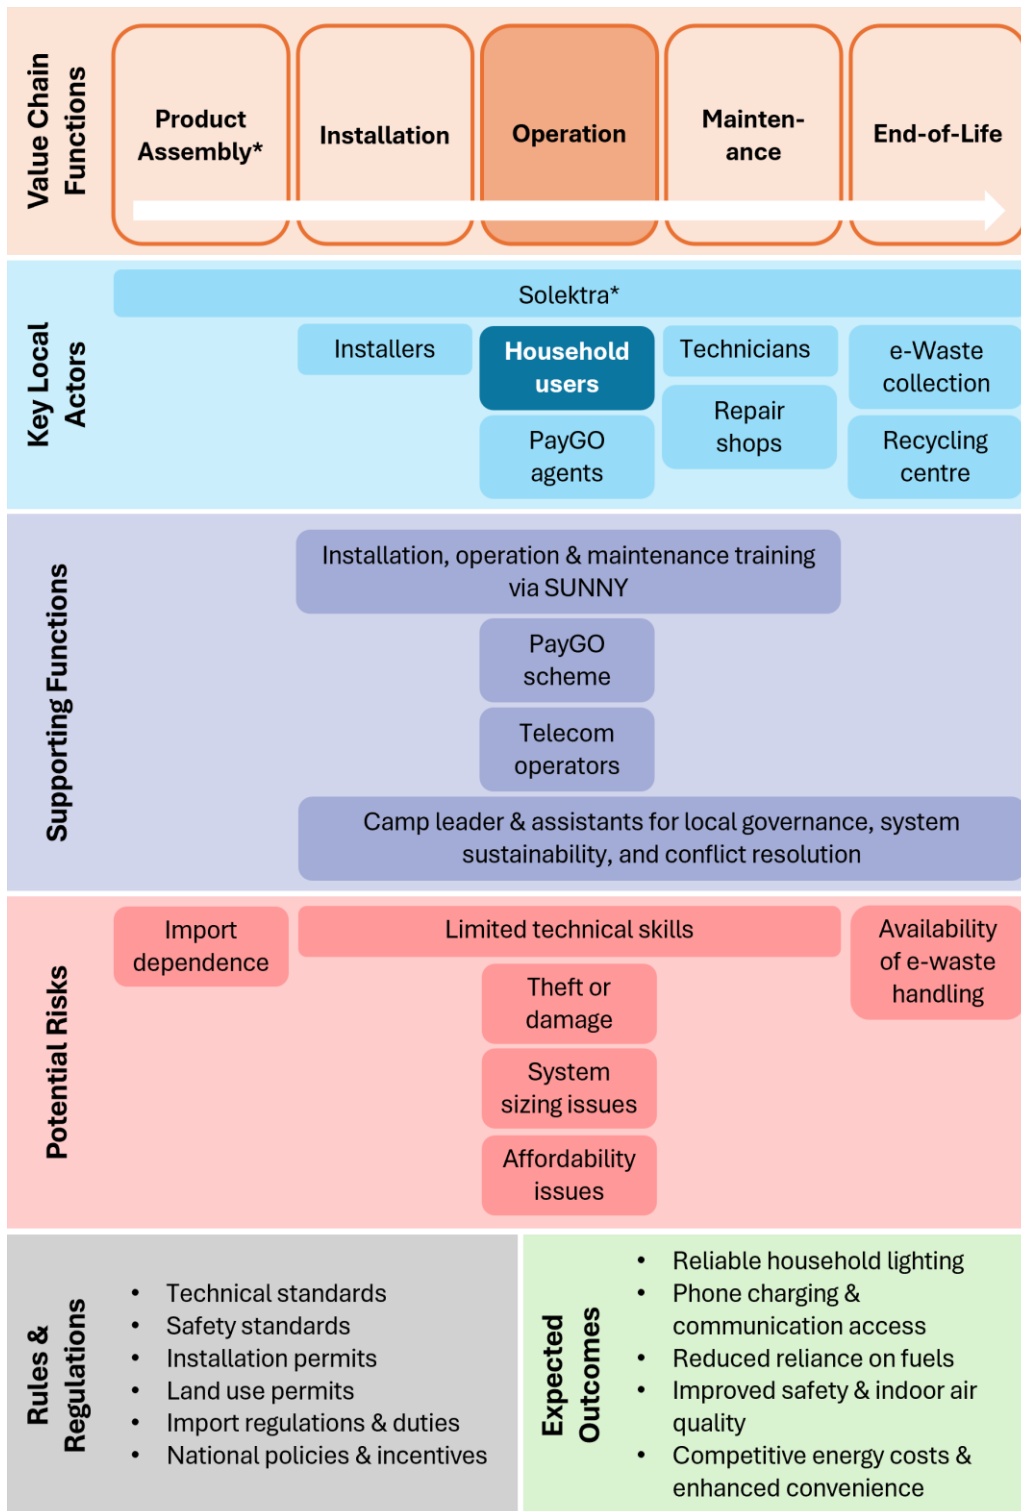 Value Chain
Functions
Product
Assembly*
Installation
Operation
Mainten-
ance
End-of-Life
Key Local
Actors
Solektra*
Installers
Household
users
PayGO
agents
Technicians
Repair
shops
e-Waste
collection
Recycling
centre
Supporting Functions
Installation, operation & maintenance training
via SUNNY
PayGO
scheme
Telecom
operators
Camp leader & assistants for local governance, system
sustainability, and conflict resolution
Potential Risks
Import
dependence
Limited technical skills
Theft or
damage
System
sizing issues
Affordability
issues
Availability
of e-waste
handling
Rules &
Regulations
• Technical standards
• Safety standards
• Installation permits
• Land use permits
• Import regulations & duties
• National policies & incentives
Expected
Outcomes
• Reliable household lighting
• Phone charging &
communication access
• Reduced reliance on fuels
• Improved safety & indoor air
quality
• Competitive energy costs &
enhanced convenience